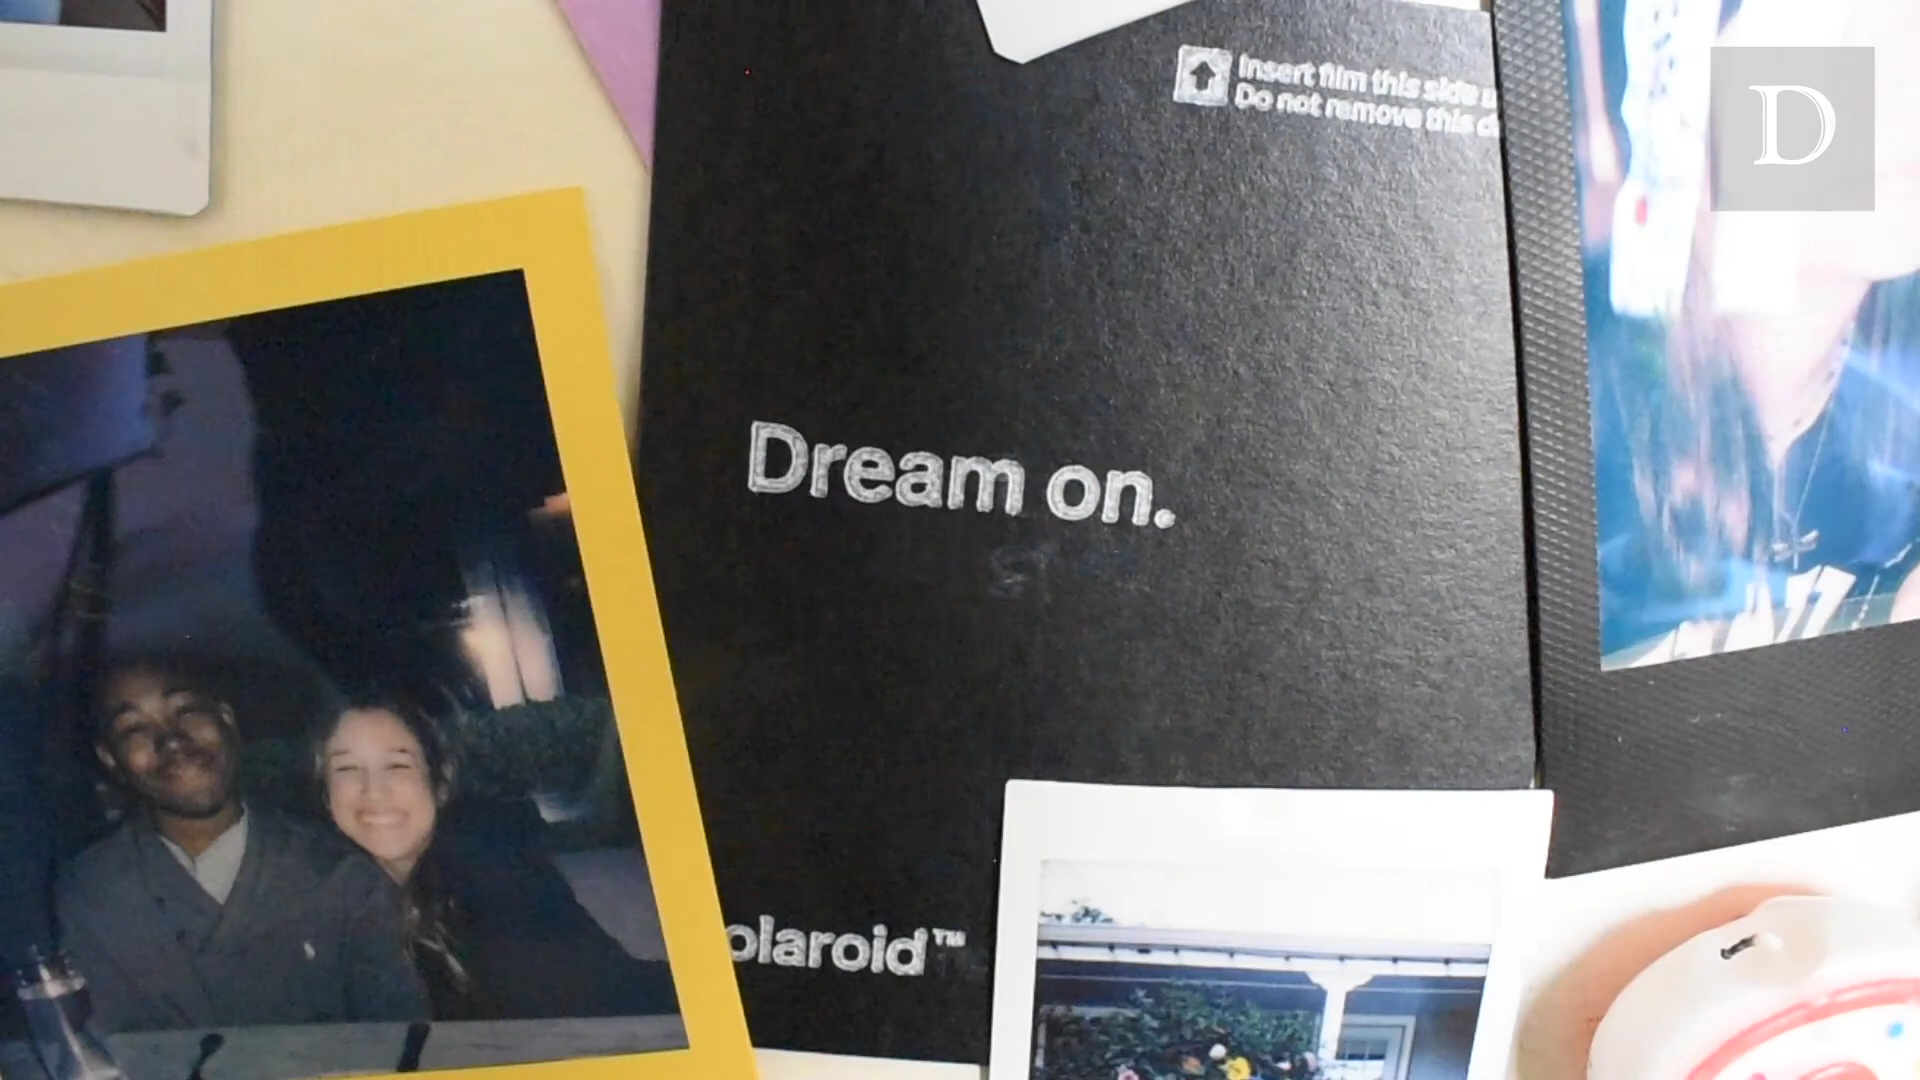 Insert film this side
Do not remove this
D
Dream on.
olaroid™